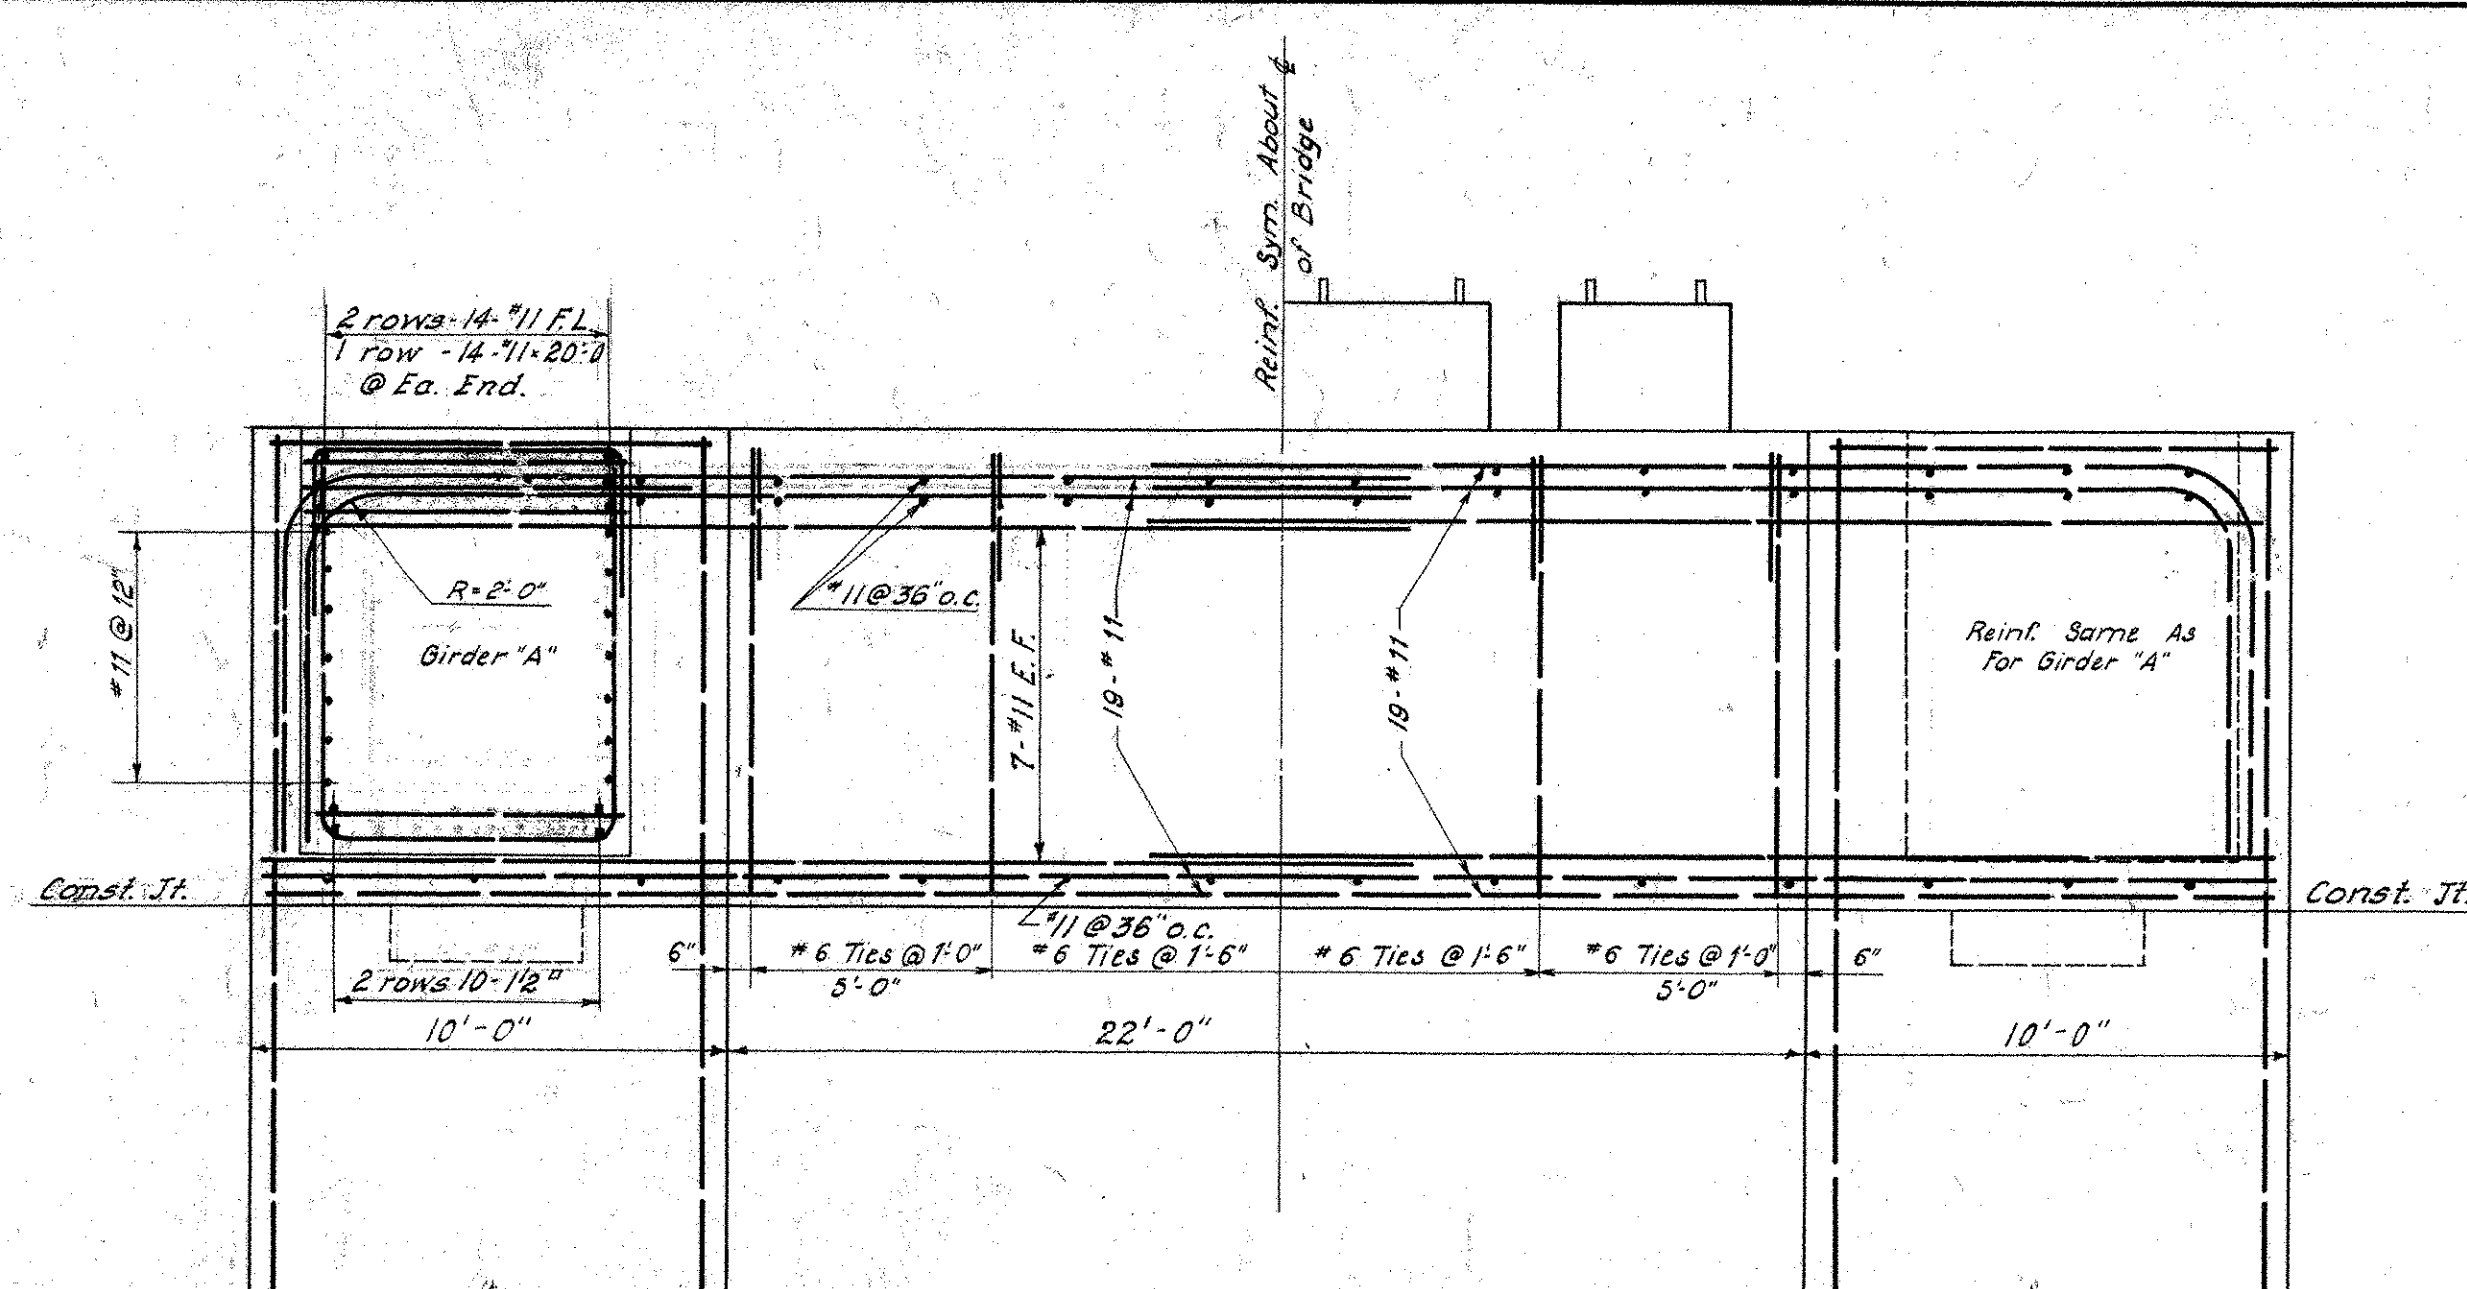 Reinf. Sym. About ℄
of Bridge
2 rows-14-#11 F.L.
1 row -14-#11×20'-0
@ Ea. End.
#11 @ 12"
R=2'-0"
Girder "A"
#11@36"o.c.
7-#11 E.F.
19-#11
19-#11
Reinf. Same As
For Girder "A"
Const. Jt.
Const. Jt.
#11 @ 36" o.c.
6"
#6 Ties @ 1'-0"
5'-0"
#6 Ties @ 1'-6"
#6 Ties @ 1'-6"
#6 Ties @ 1'-0"
5'-0"
6"
2 rows 10-1½"
10'-0"
22'-0"
10'-0"